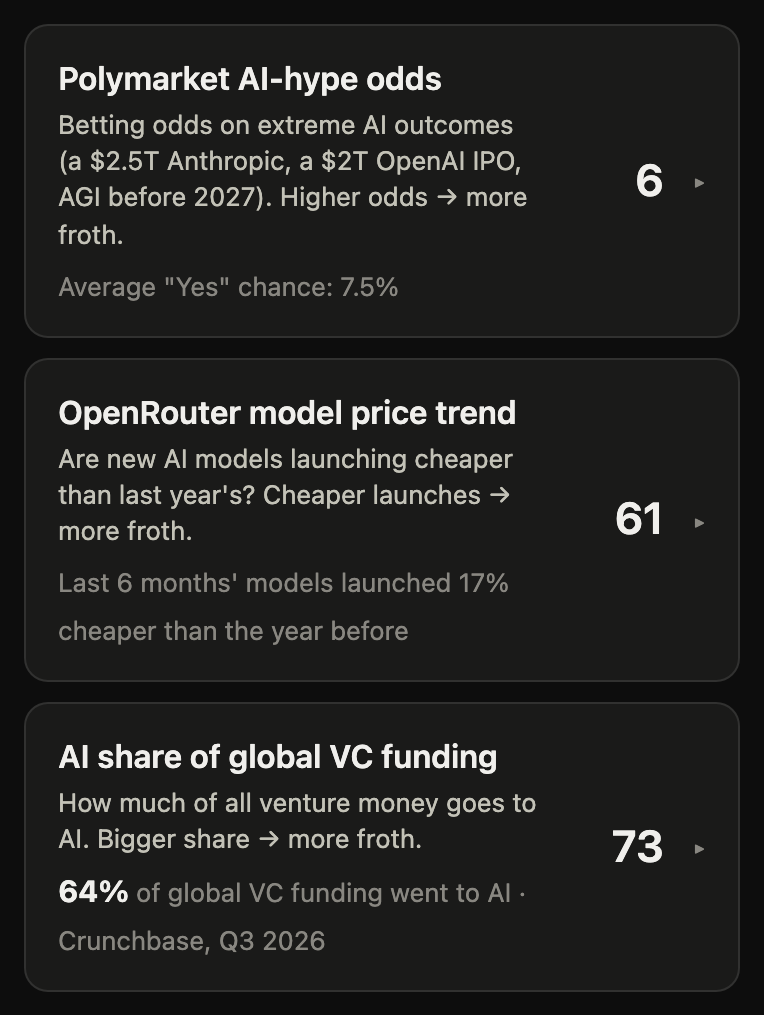 Polymarket AI-hype odds
Betting odds on extreme AI outcomes
(a $2.5T Anthropic, a $2T OpenAI IPO,
AGI before 2027). Higher odds → more
froth.
6 ▸
Average "Yes" chance: 7.5%
OpenRouter model price trend
Are new AI models launching cheaper
than last year's? Cheaper launches →
more froth.
61 ▸
Last 6 months' models launched 17%
cheaper than the year before
AI share of global VC funding
How much of all venture money goes to
AI. Bigger share → more froth.
73 ▸
64% of global VC funding went to AI ·
Crunchbase, Q3 2026